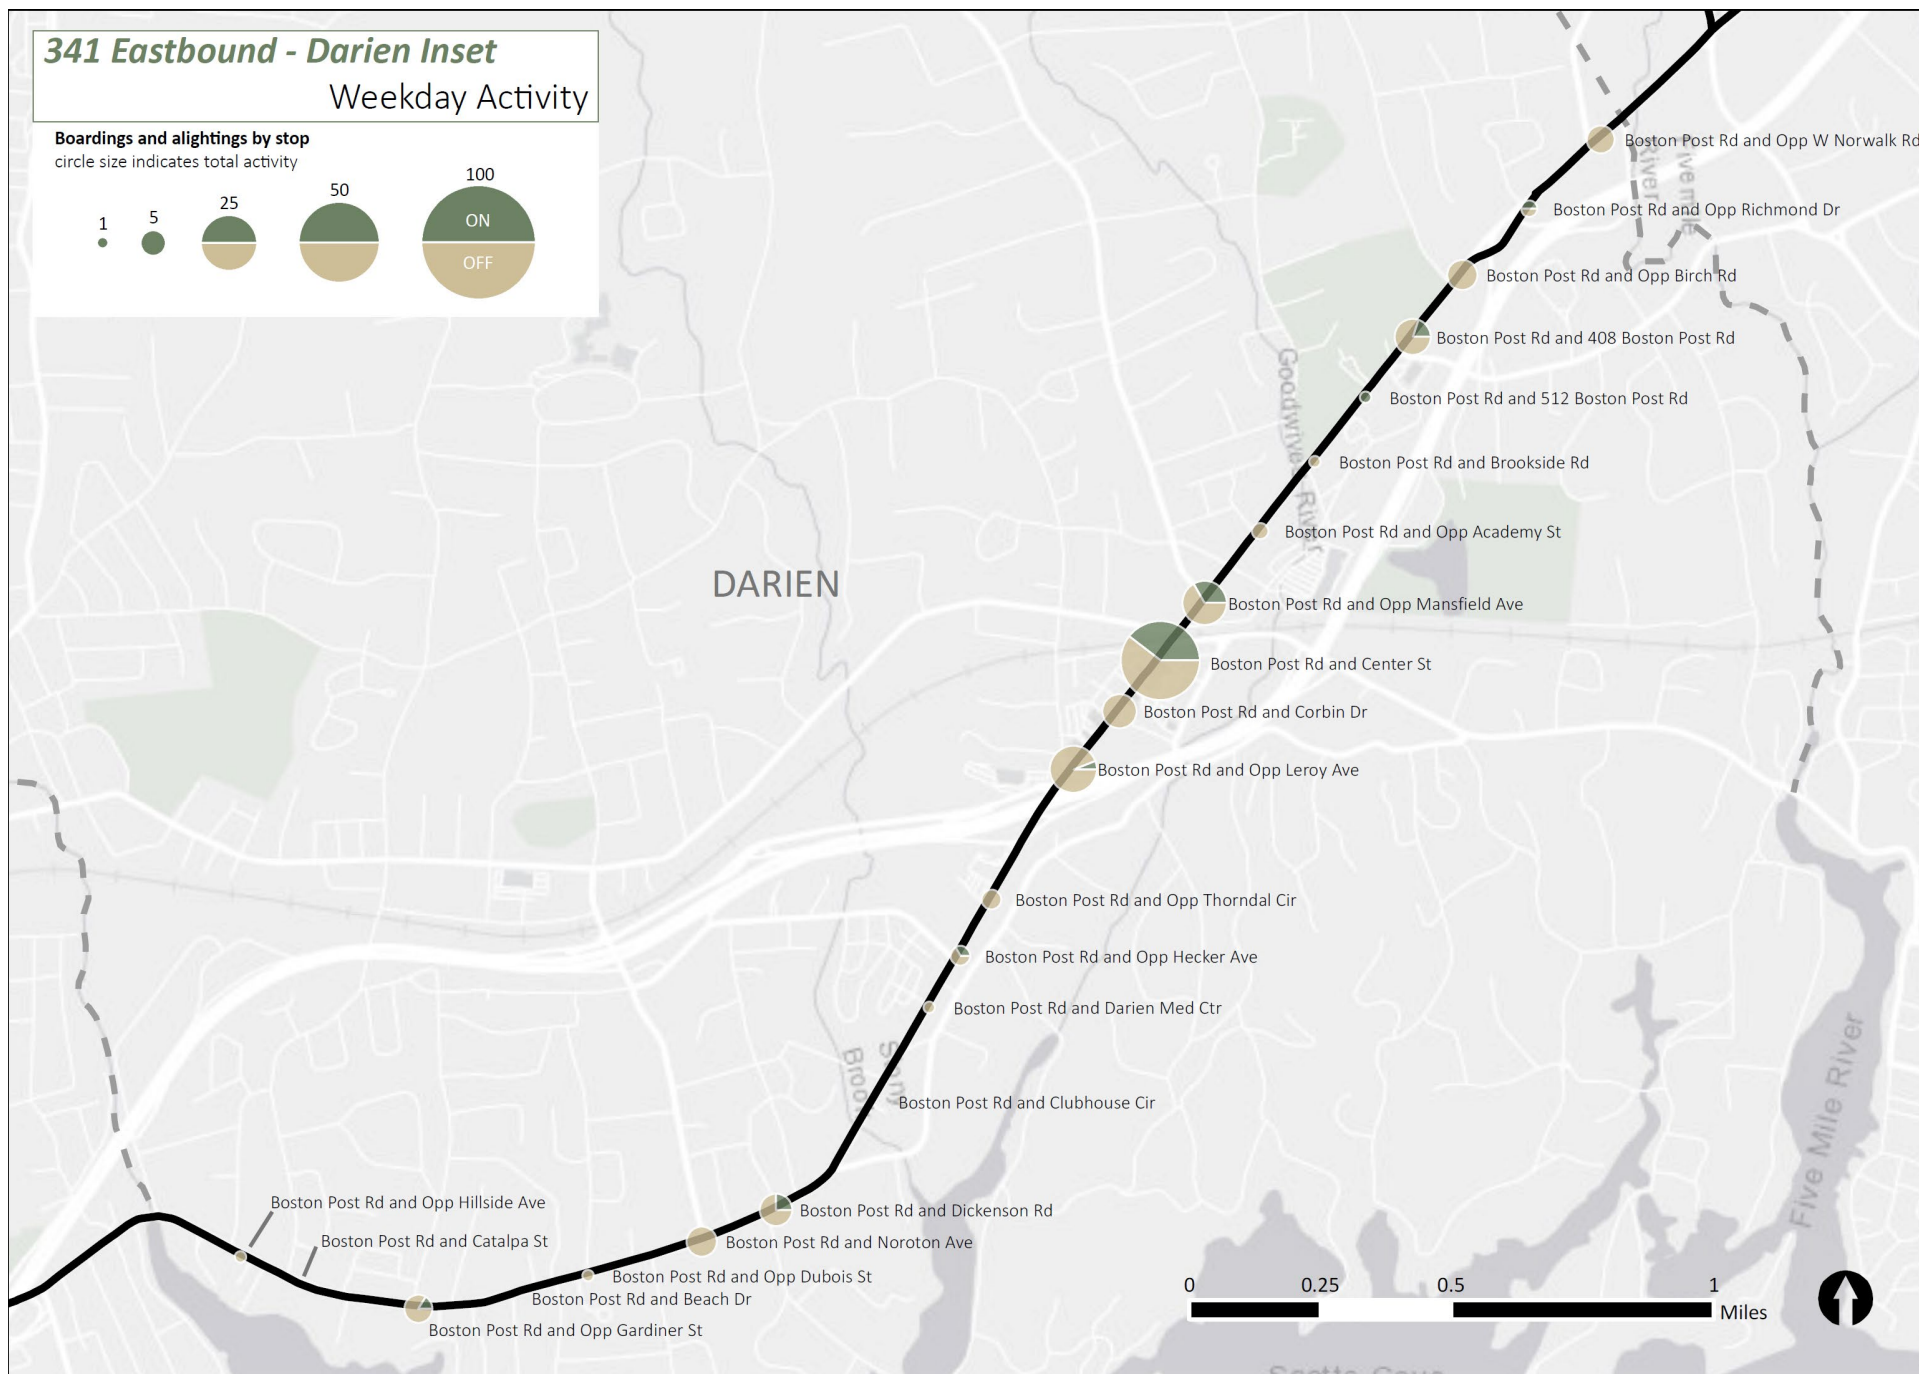 341 Eastbound - Darien Inset
Weekday Activity
Boardings and alightings by stop
circle size indicates total activity
1
5
25
50
100
ON
OFF
Boston Post Rd and Opp W Norwalk Rd
Fivemile
River
Boston Post Rd and Opp Richmond Dr
Boston Post Rd and Opp Birch Rd
Boston Post Rd and 408 Boston Post Rd
Boston Post Rd and 512 Boston Post Rd
Goodwives River
Boston Post Rd and Brookside Rd
Boston Post Rd and Opp Academy St
DARIEN
Boston Post Rd and Opp Mansfield Ave
Boston Post Rd and Center St
Boston Post Rd and Corbin Dr
Boston Post Rd and Opp Leroy Ave
Boston Post Rd and Opp Thorndal Cir
Boston Post Rd and Opp Hecker Ave
Boston Post Rd and Darien Med Ctr
Stony
Brook
Boston Post Rd and Clubhouse Cir
Five Mile River
Boston Post Rd and Opp Hillside Ave
Boston Post Rd and Dickenson Rd
Boston Post Rd and Catalpa St
Boston Post Rd and Noroton Ave
Boston Post Rd and Opp Dubois St
Boston Post Rd and Beach Dr
Boston Post Rd and Opp Gardiner St
0 0.25 0.5 1
Miles